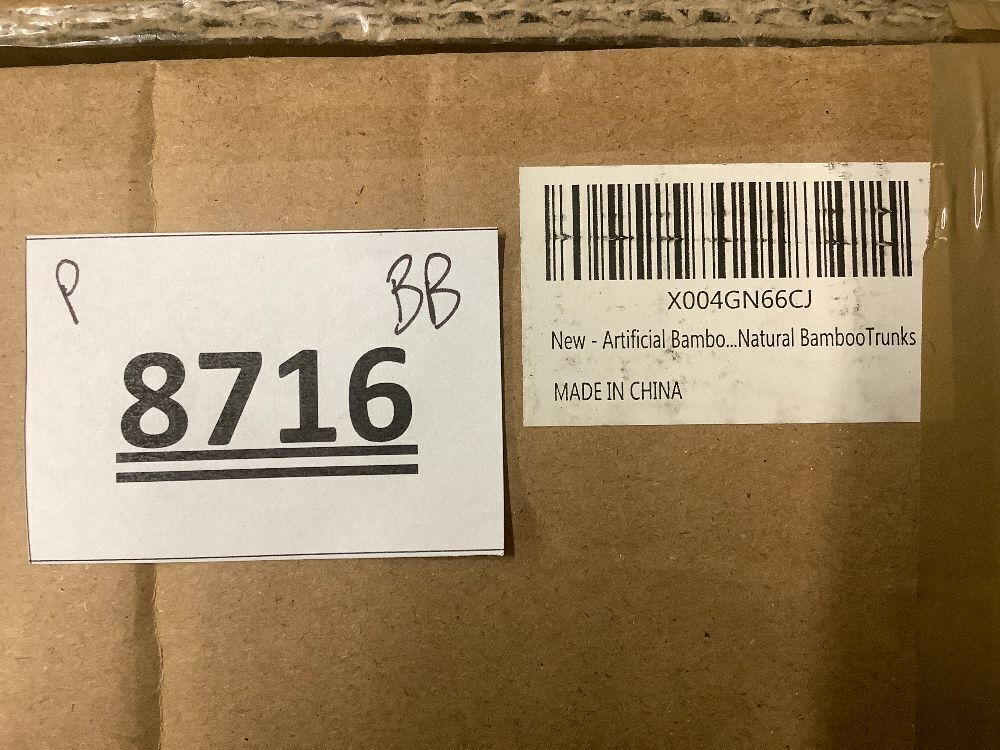 P BB
8716
X004GN66CJ
New - Artificial Bambo...Natural BambooTrunks
MADE IN CHINA